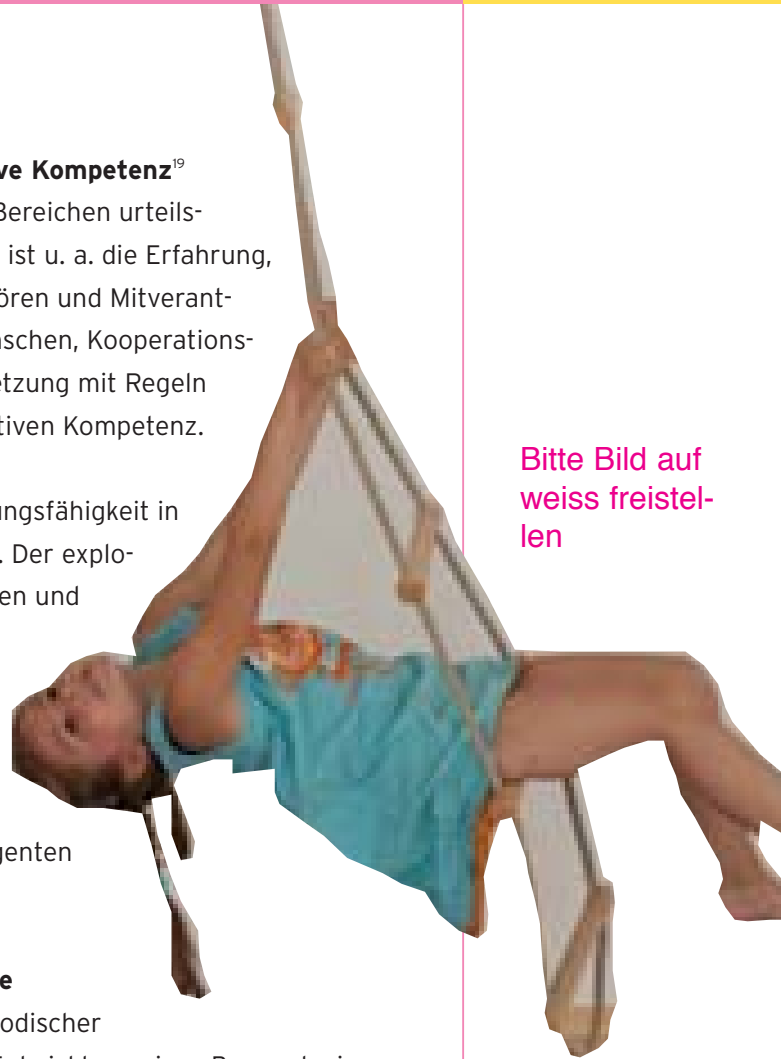 ve Kompetenz¹⁹
Bereichen urteils-
ist u. a. die Erfahrung,
ören und Mitverant-
schen, Kooperations-
etzung mit Regeln
tiven Kompetenz.
ungsfähigkeit in
. Der explo-
en und
genten
e
odischer
Bitte Bild auf
weiss freistel-
len